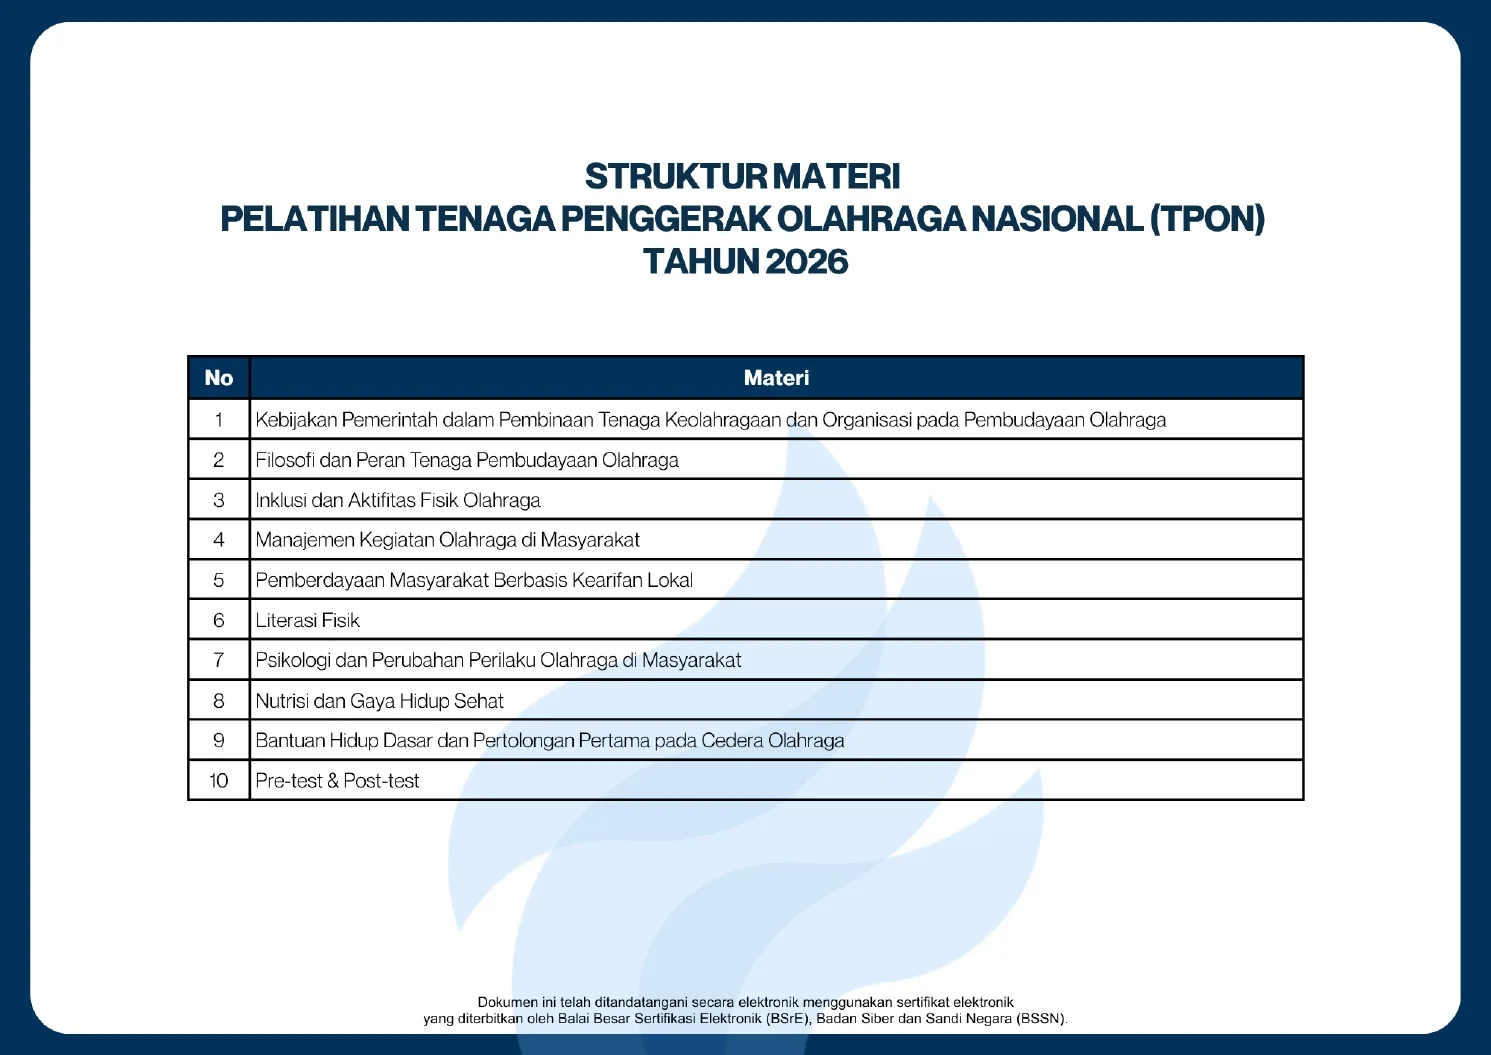 STRUKTUR MATERI
PELATIHAN TENAGA PENGGERAK OLAHRAGA NASIONAL (TPON)
TAHUN 2026
No Materi
1 Kebijakan Pemerintah dalam Pembinaan Tenaga Keolahragaan dan Organisasi pada Pembudayaan Olahraga
2 Filosofi dan Peran Tenaga Pembudayaan Olahraga
3 Inklusi dan Aktifitas Fisik Olahraga
4 Manajemen Kegiatan Olahraga di Masyarakat
5 Pemberdayaan Masyarakat Berbasis Kearifan Lokal
6 Literasi Fisik
7 Psikologi dan Perubahan Perilaku Olahraga di Masyarakat
8 Nutrisi dan Gaya Hidup Sehat
9 Bantuan Hidup Dasar dan Pertolongan Pertama pada Cedera Olahraga
10 Pre-test & Post-test
Dokumen ini telah ditandatangani secara elektronik menggunakan sertifikat elektronik
yang diterbitkan oleh Balai Besar Sertifikasi Elektronik (BSrE), Badan Siber dan Sandi Negara (BSSN).